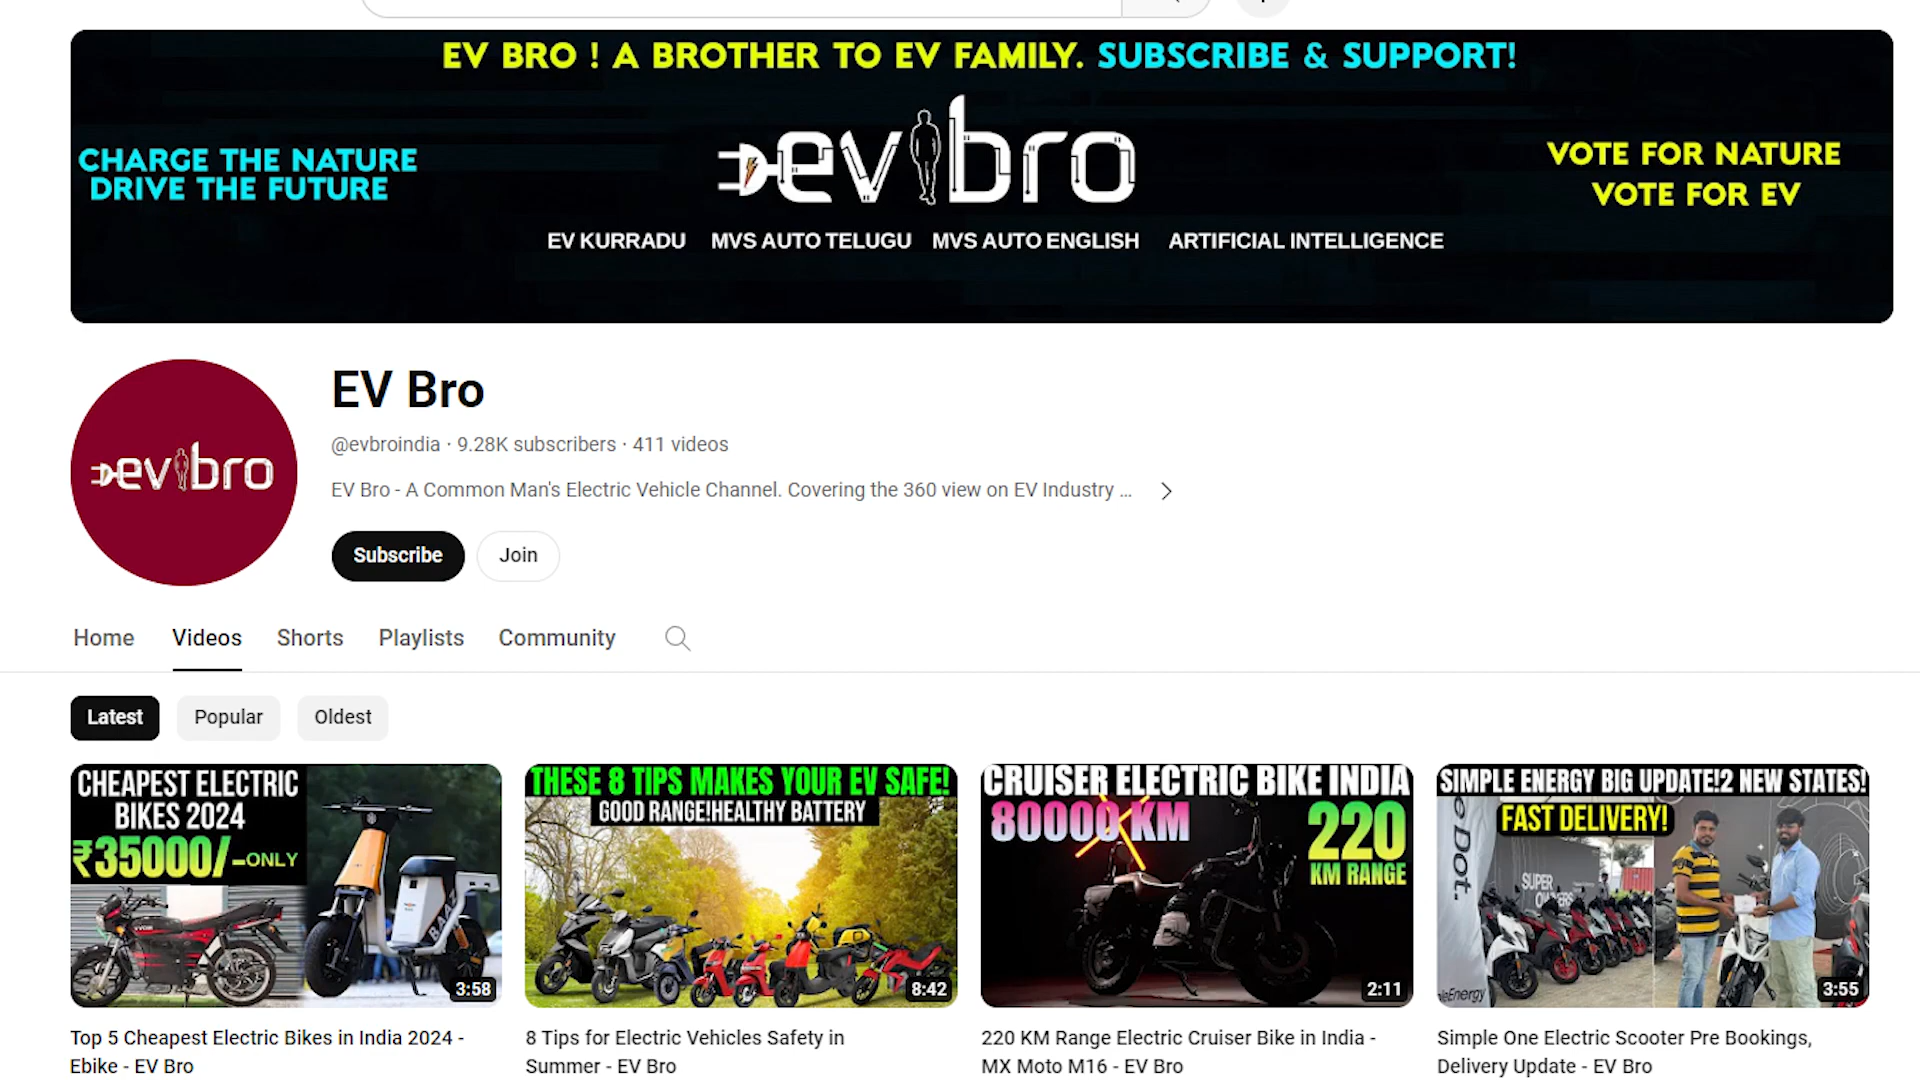 EV BRO ! A BROTHER TO EV FAMILY. SUBSCRIBE & SUPPORT!
CHARGE THE NATURE
DRIVE THE FUTURE
evbro
VOTE FOR NATURE
VOTE FOR EV
EV KURRADU MVS AUTO TELUGU MVS AUTO ENGLISH ARTIFICIAL INTELLIGENCE
evbro
EV Bro
@evbroindia · 9.28K subscribers · 411 videos
EV Bro - A Common Man's Electric Vehicle Channel. Covering the 360 view on EV Industry ...
Subscribe Join
Home Videos Shorts Playlists Community
Latest Popular Oldest
CHEAPEST ELECTRIC
BIKES 2024
₹35000/-ONLY
3:58
THESE 8 TIPS MAKES YOUR EV SAFE!
GOOD RANGE!HEALTHY BATTERY
8:42
CRUISER ELECTRIC BIKE INDIA
80000 KM
220
KM RANGE
2:11
SIMPLE ENERGY BIG UPDATE!2 NEW STATES!
FAST DELIVERY!
e Dot.
SUPER
leEnergy
3:55
Top 5 Cheapest Electric Bikes in India 2024 -
Ebike - EV Bro
8 Tips for Electric Vehicles Safety in
Summer - EV Bro
220 KM Range Electric Cruiser Bike in India -
MX Moto M16 - EV Bro
Simple One Electric Scooter Pre Bookings,
Delivery Update - EV Bro